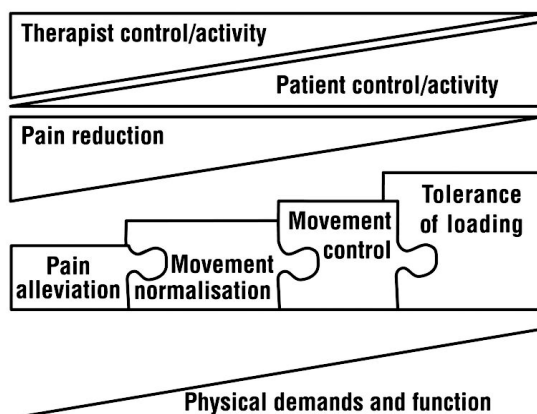 Therapist control/activity
Patient control/activity
Pain reduction
Tolerance
of loading
Movement
control
Movement
normalisation
Pain
alleviation
Physical demands and function